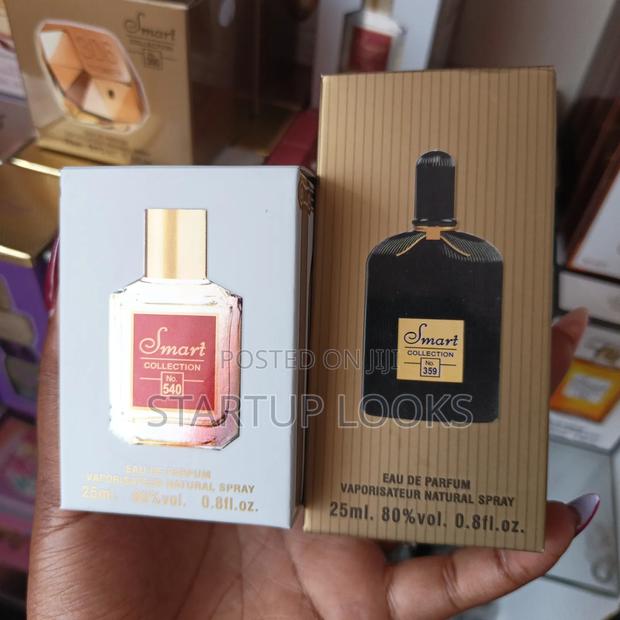 Smart
COLLECTION
No.
Smart
COLLECTION
No.
540
EAU DE PARFUM
VAPORISATEUR NATURAL SPRAY
25ml. 80%vol. 0.8fl.oz.
Smart
COLLECTION
No.
359
EAU DE PARFUM
VAPORISATEUR NATURAL SPRAY
25ml. 80%vol. 0.8fl.oz.
POSTED ON JIJI
STARTUP LOOKS